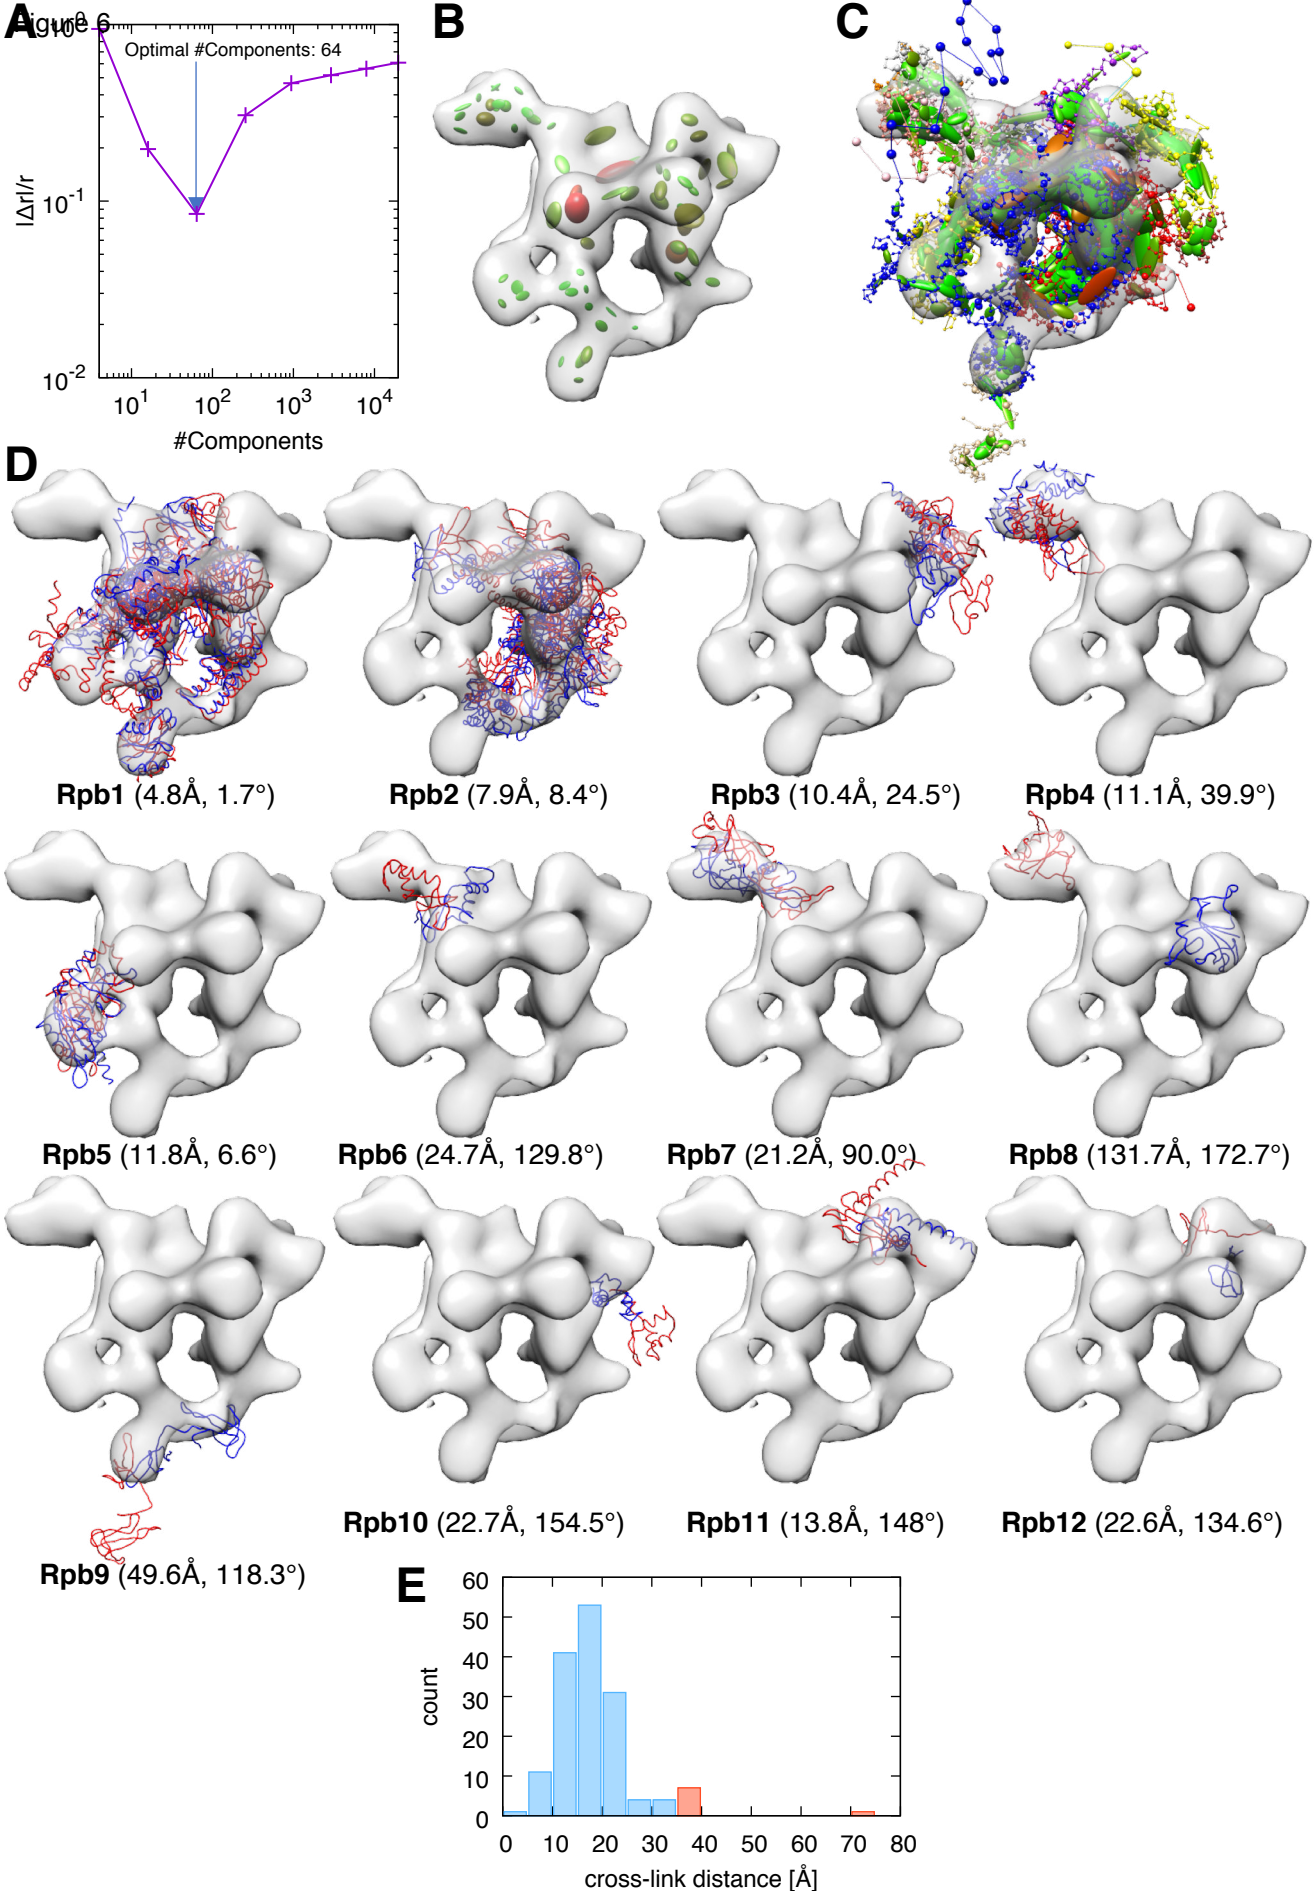 Figure 6
A
B
C
10^0
Optimal #Components: 64
10^-1
|Δr|/r
10^-2
10^1 10^2 10^3 10^4
#Components
D
Rpb1 (4.8Å, 1.7°) Rpb2 (7.9Å, 8.4°) Rpb3 (10.4Å, 24.5°) Rpb4 (11.1Å, 39.9°)
Rpb5 (11.8Å, 6.6°) Rpb6 (24.7Å, 129.8°) Rpb7 (21.2Å, 90.0°) Rpb8 (131.7Å, 172.7°)
Rpb10 (22.7Å, 154.5°) Rpb11 (13.8Å, 148°) Rpb12 (22.6Å, 134.6°)
Rpb9 (49.6Å, 118.3°)
E
60
50
40
30
20
10
0
count
0 10 20 30 40 50 60 70 80
cross-link distance [Å]